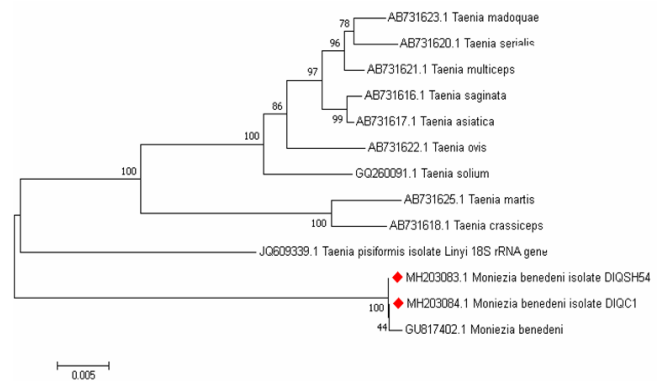 78
AB731623.1 Taenia madoquae
96
AB731620.1 Taenia serialis
97
AB731621.1 Taenia multiceps
AB731616.1 Taenia saginata
86
99
AB731617.1 Taenia asiatica
100
AB731622.1 Taenia ovis
100
GQ260091.1 Taenia solium
AB731625.1 Taenia martis
100
AB731618.1 Taenia crassiceps
JQ609339.1 Taenia pisiformis isolate Linyi 18S rRNA gene
MH203083.1 Moniezia benedeni isolate DIQSH54
100
MH203084.1 Moniezia benedeni isolate DIQC1
44
GU817402.1 Moniezia benedeni
0.005